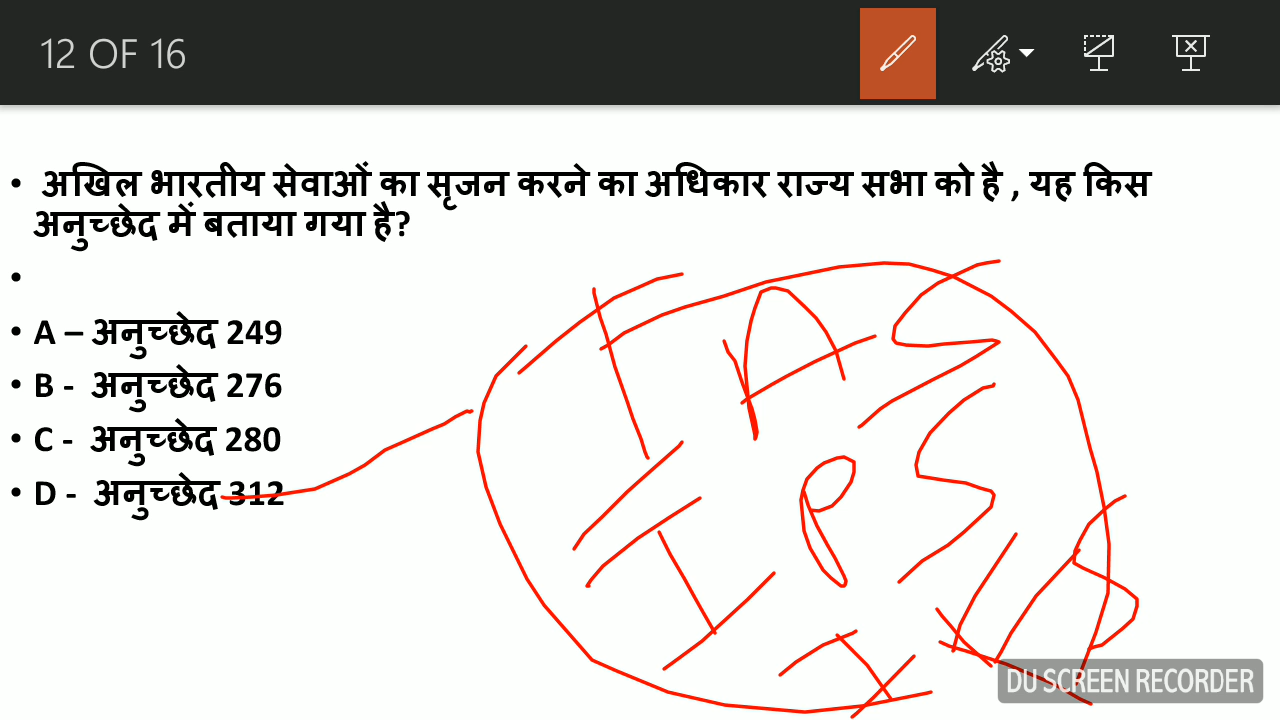 12 OF 16
• अखिल भारतीय सेवाओं का सृजन करने का अधिकार राज्य सभा को है , यह किस
अनुच्छेद में बताया गया है?
•
• A – अनुच्छेद 249
• B - अनुच्छेद 276
• C - अनुच्छेद 280
• D - अनुच्छेद 312
IAS
IPS
DU SCREEN RECORDER